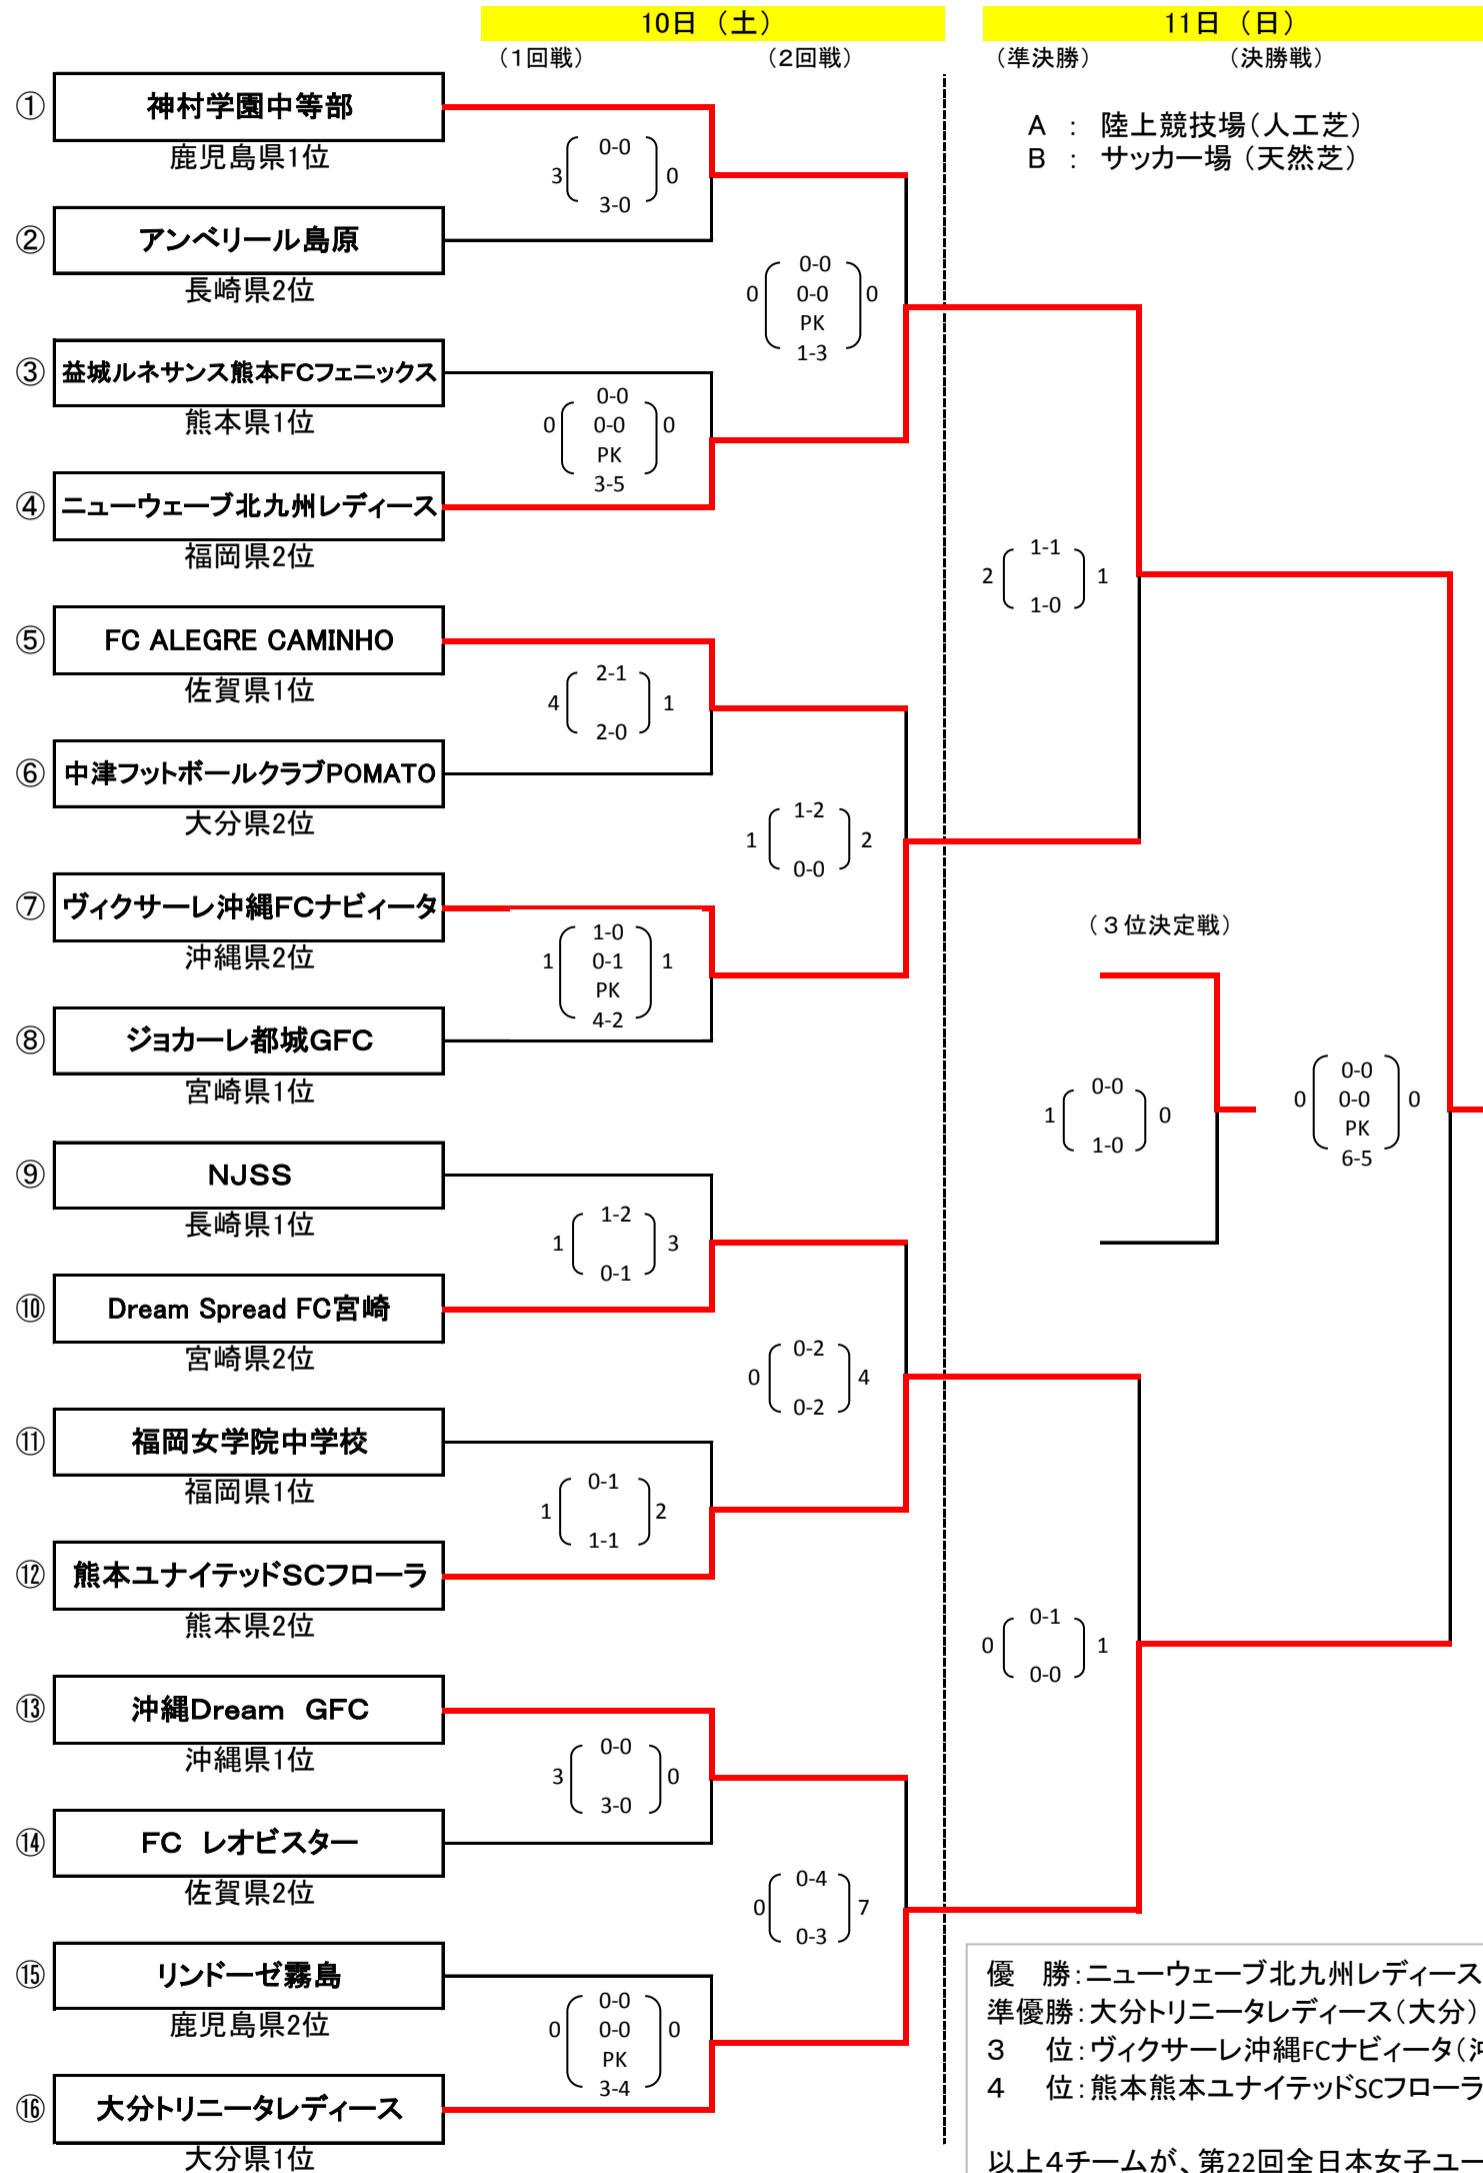 10日 （土）
11日 （日）
（1回戦）
（2回戦）
（準決勝）
（決勝戦）
A ： 陸上競技場（人工芝）
B ： サッカー場 （天然芝）
① 神村学園中等部
鹿児島県1位
3 0-0 0
3-0
② アンベリール島原
長崎県2位
0-0
0 0-0 0
PK
1-3
③ 益城ルネサンス熊本FCフェニックス
熊本県1位
0-0
0 0-0 0
PK
3-5
④ ニューウェーブ北九州レディース
福岡県2位
1-1
2 1
1-0
⑤ FC ALEGRE CAMINHO
佐賀県1位
2-1
4 1
2-0
⑥ 中津フットボールクラブPOMATO
大分県2位
1-2
1 2
0-0
⑦ ヴィクサーレ沖縄FCナビィータ
沖縄県2位
1-0
1 0-1 1
PK
4-2
（３位決定戦）
⑧ ジョカーレ都城GFC
宮崎県1位
0-0
1 0
1-0
0-0
0 0-0 0
PK
6-5
⑨ NJSS
長崎県1位
1-2
1 3
0-1
⑩ Dream Spread FC宮崎
宮崎県2位
0-2
0 4
0-2
⑪ 福岡女学院中学校
福岡県1位
0-1
1 2
1-1
⑫ 熊本ユナイテッドSCフローラ
熊本県2位
0-1
0 1
0-0
⑬ 沖縄Dream　GFC
沖縄県1位
0-0
3 0
3-0
⑭ FC レオビスター
佐賀県2位
0-4
0 7
0-3
⑮ リンドーゼ霧島
鹿児島県2位
0-0
0 0-0 0
PK
3-4
⑯ 大分トリニータレディース
大分県1位
優　勝：ニューウェーブ北九州レディース
準優勝：大分トリニータレディース（大分）
３　位：ヴィクサーレ沖縄FCナビィータ（沖
４　位：熊本熊本ユナイテッドSCフローラ
以上４チームが、第22回全日本女子ユー